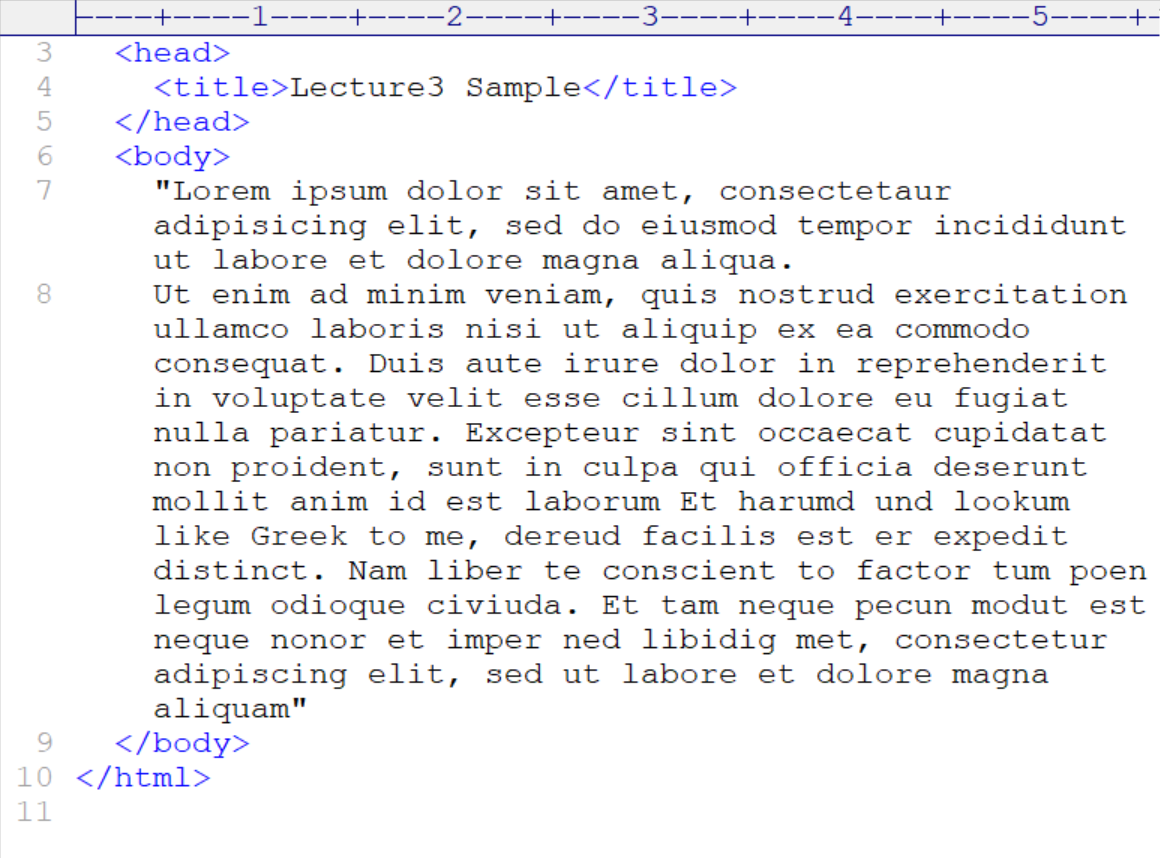 ----+----1----+----2----+----3----+----4----+----5----+-
3 <head>
4 <title>Lecture3 Sample</title>
5 </head>
6 <body>
7 "Lorem ipsum dolor sit amet, consectetaur
adipisicing elit, sed do eiusmod tempor incididunt
ut labore et dolore magna aliqua.
8 Ut enim ad minim veniam, quis nostrud exercitation
ullamco laboris nisi ut aliquip ex ea commodo
consequat. Duis aute irure dolor in reprehenderit
in voluptate velit esse cillum dolore eu fugiat
nulla pariatur. Excepteur sint occaecat cupidatat
non proident, sunt in culpa qui officia deserunt
mollit anim id est laborum Et harumd und lookum
like Greek to me, dereud facilis est er expedit
distinct. Nam liber te conscient to factor tum poen
legum odioque civiuda. Et tam neque pecun modut est
neque nonor et imper ned libidig met, consectetur
adipiscing elit, sed ut labore et dolore magna
aliquam"
9 </body>
10 </html>
11